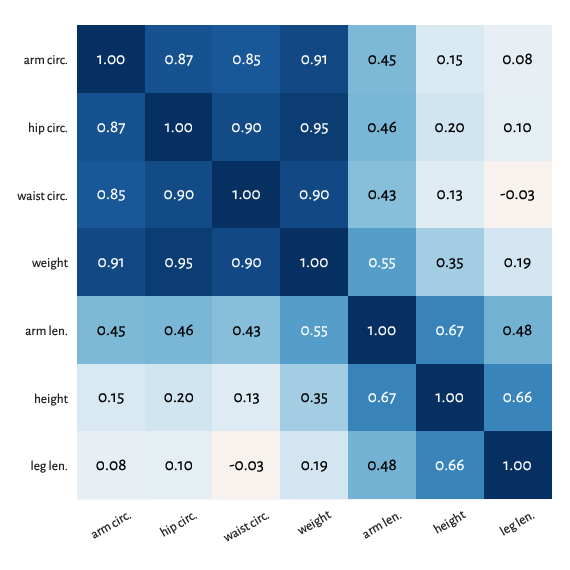 arm circ. 1.00 0.87 0.85 0.91 0.45 0.15 0.08
hip circ. 0.87 1.00 0.90 0.95 0.46 0.20 0.10
waist circ. 0.85 0.90 1.00 0.90 0.43 0.13 -0.03
weight 0.91 0.95 0.90 1.00 0.55 0.35 0.19
arm len. 0.45 0.46 0.43 0.55 1.00 0.67 0.48
height 0.15 0.20 0.13 0.35 0.67 1.00 0.66
leg len. 0.08 0.10 -0.03 0.19 0.48 0.66 1.00
arm circ. hip circ. waist circ. weight arm len. height leg len.